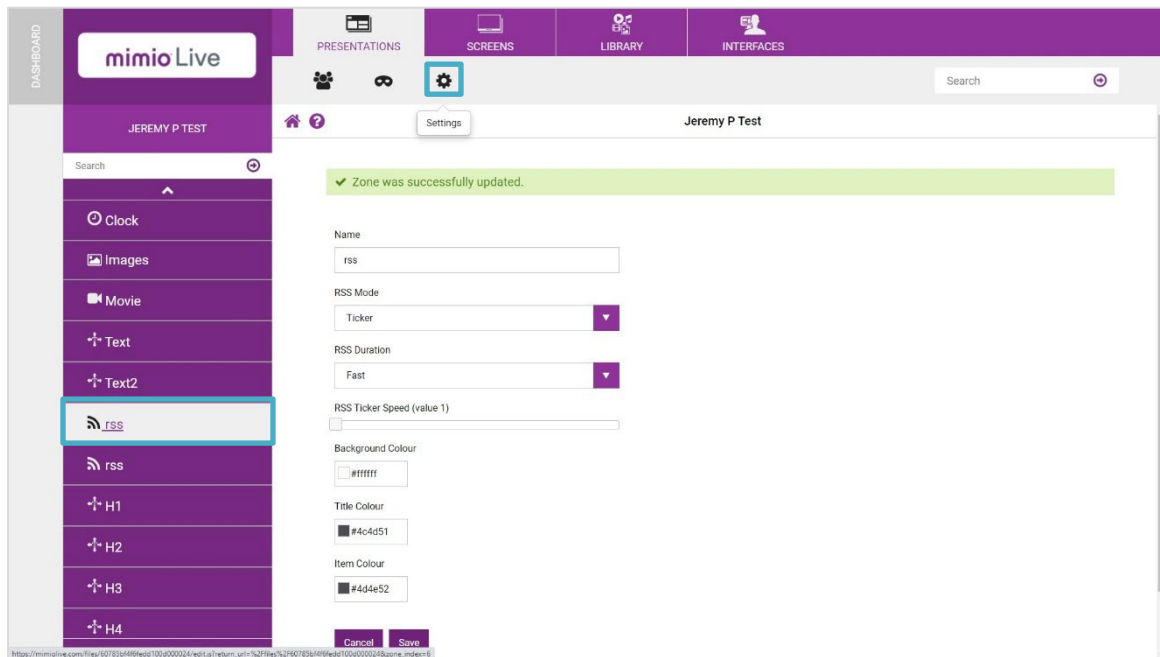 DASHBOARD
mimio Live
PRESENTATIONS
SCREENS
LIBRARY
INTERFACES
Search
Settings
JEREMY P TEST
Jeremy P Test
Search
Zone was successfully updated.
Clock
Images
Movie
Text
Text2
rss
rss
H1
H2
H3
H4
Name
rss
RSS Mode
Ticker
RSS Duration
Fast
RSS Ticker Speed (value 1)
Background Colour
#ffffff
Title Colour
#4c4d51
Item Colour
#4d4e52
Cancel
Save